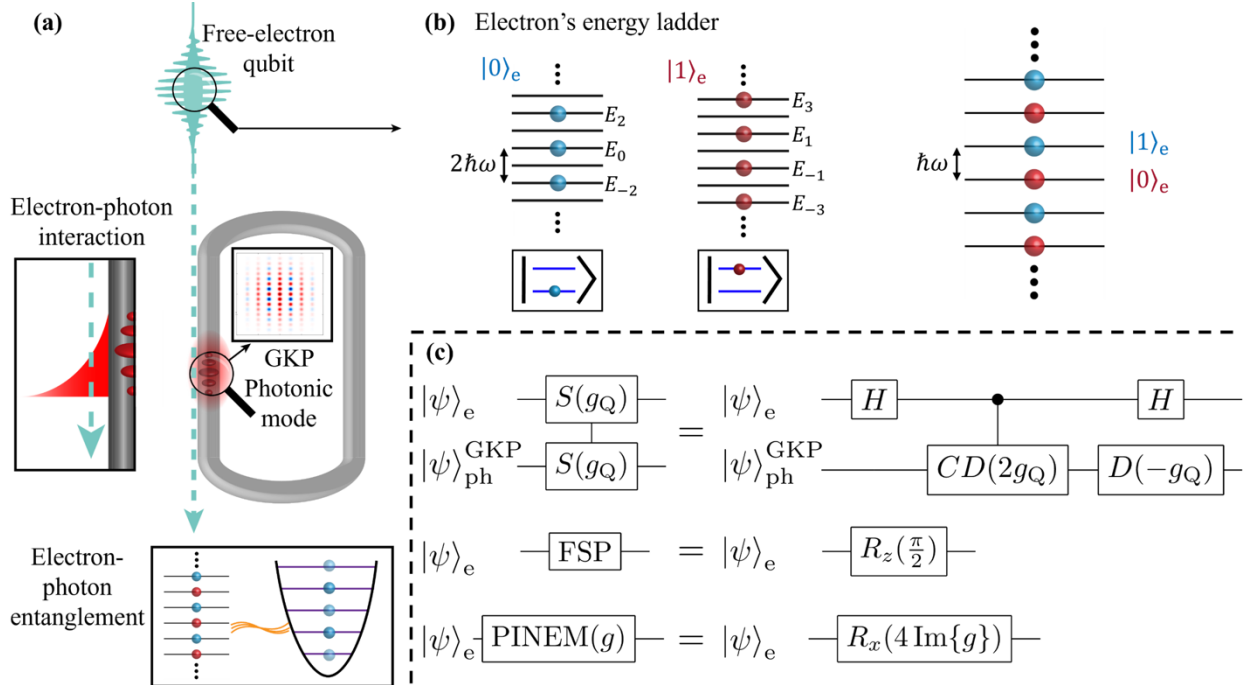 (a)
Free-electron
qubit
Electron-photon
interaction
GKP
Photonic
mode
Electron-
photon
entanglement
(b) Electron's energy ladder
|0⟩e
E2
E0
E−2
2ħω
|1⟩e
E3
E1
E−1
E−3
ħω
|1⟩e
|0⟩e
(c)
|ψ⟩e S(gQ) = |ψ⟩e H H
|ψ⟩phGKP S(gQ) |ψ⟩phGKP CD(2gQ) D(−gQ)
|ψ⟩e FSP = |ψ⟩e Rz(π/2)
|ψ⟩e PINEM(g) = |ψ⟩e Rx(4 Im{g})